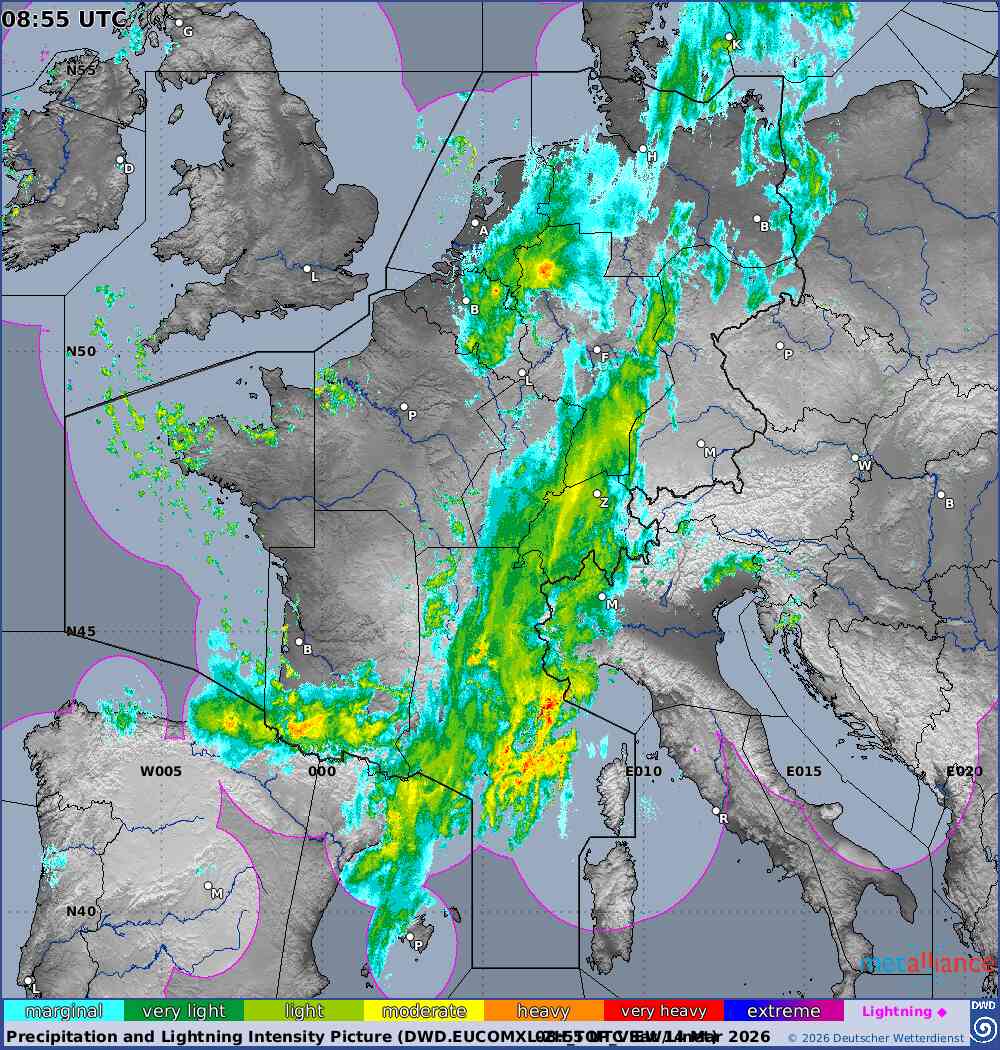 08:55 UTC
G
K
N55
H
D
A
B
L
B
N50
P
F
L
P
M
W
Z
B
M
N45
B
W005
000
E010
E015
E020
R
M
N40
P
L
metalliance
marginal very light light moderate heavy very heavy extreme Lightning ◆
DWD
Precipitation and Lightning Intensity Picture (DWD.EUCOMXL
2026
© 2026 Deutscher Wetterdienst